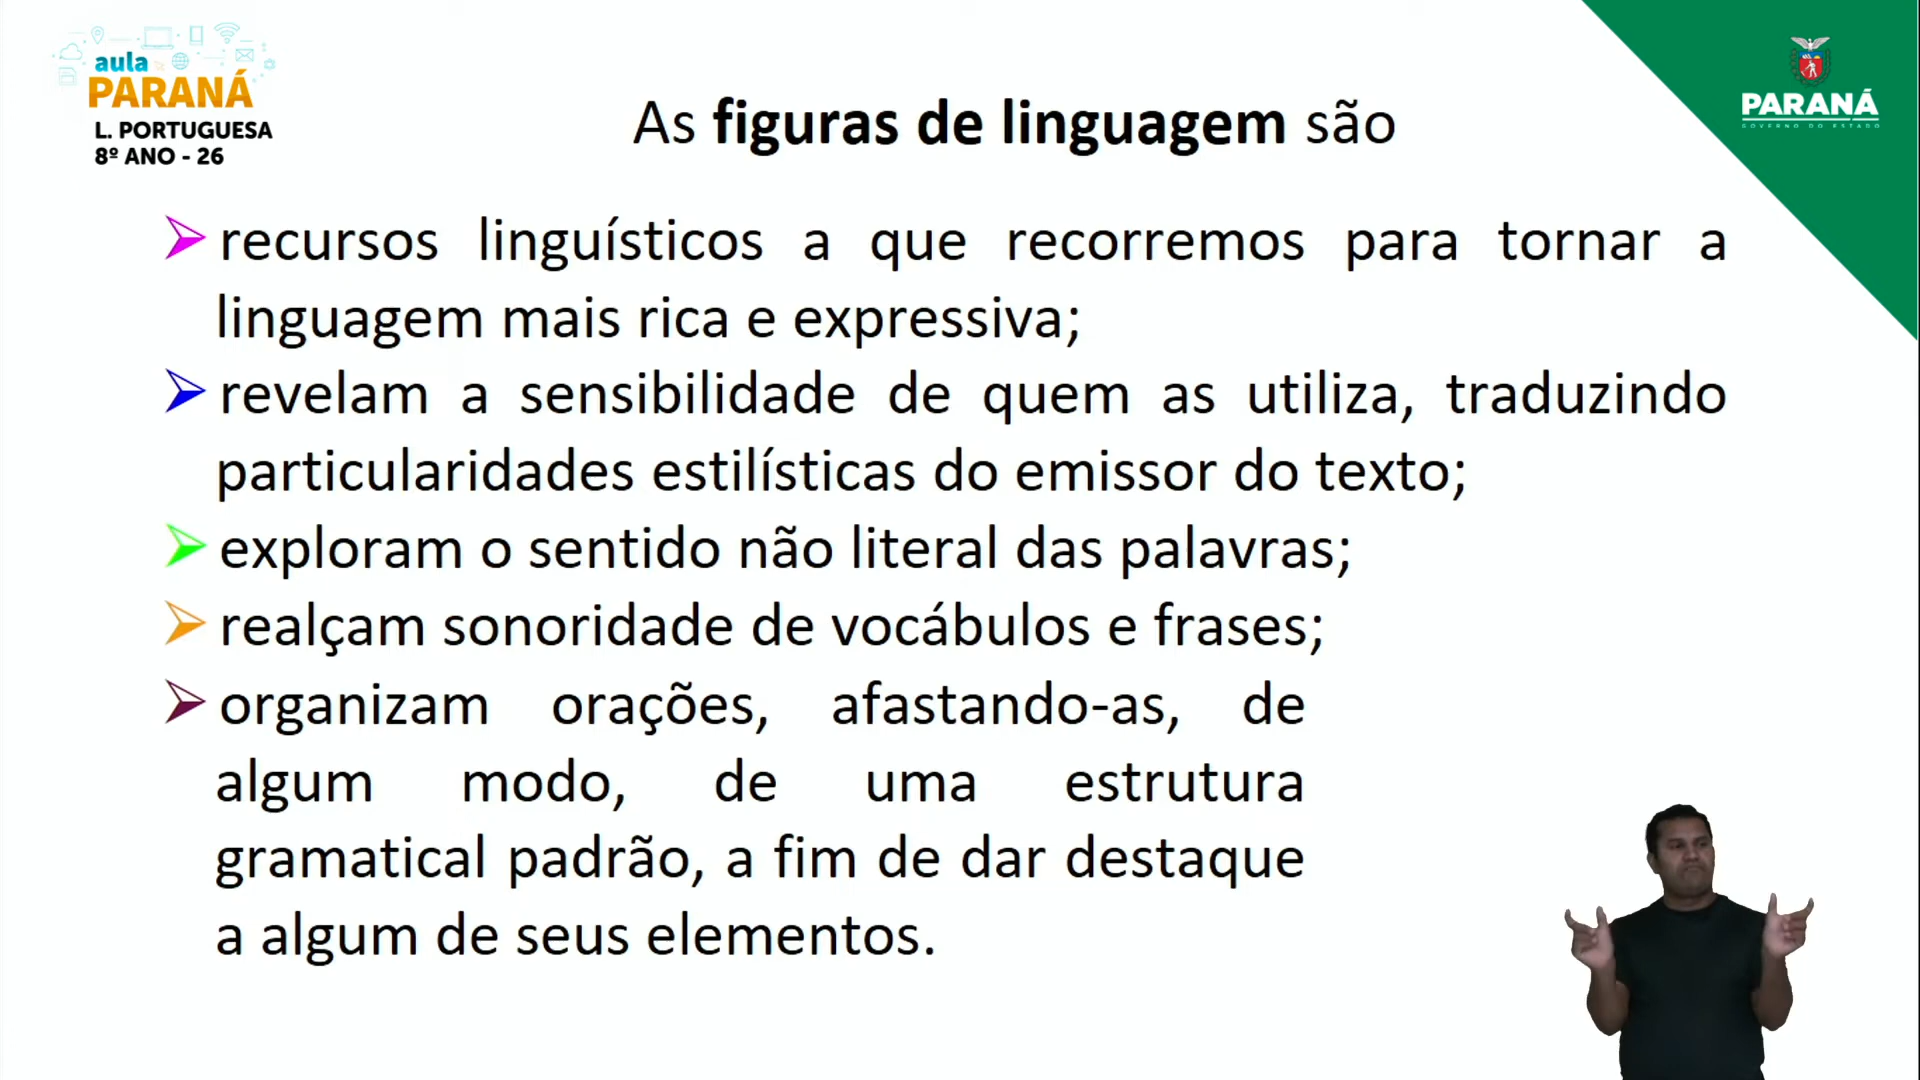 aula
PARANÁ
L. PORTUGUESA
8º ANO - 26
PARANÁ
GOVERNO DO ESTADO
As figuras de linguagem são
recursos linguísticos a que recorremos para tornar a
linguagem mais rica e expressiva;
revelam a sensibilidade de quem as utiliza, traduzindo
particularidades estilísticas do emissor do texto;
exploram o sentido não literal das palavras;
realçam sonoridade de vocábulos e frases;
organizam orações, afastando-as, de
algum modo, de uma estrutura
gramatical padrão, a fim de dar destaque
a algum de seus elementos.